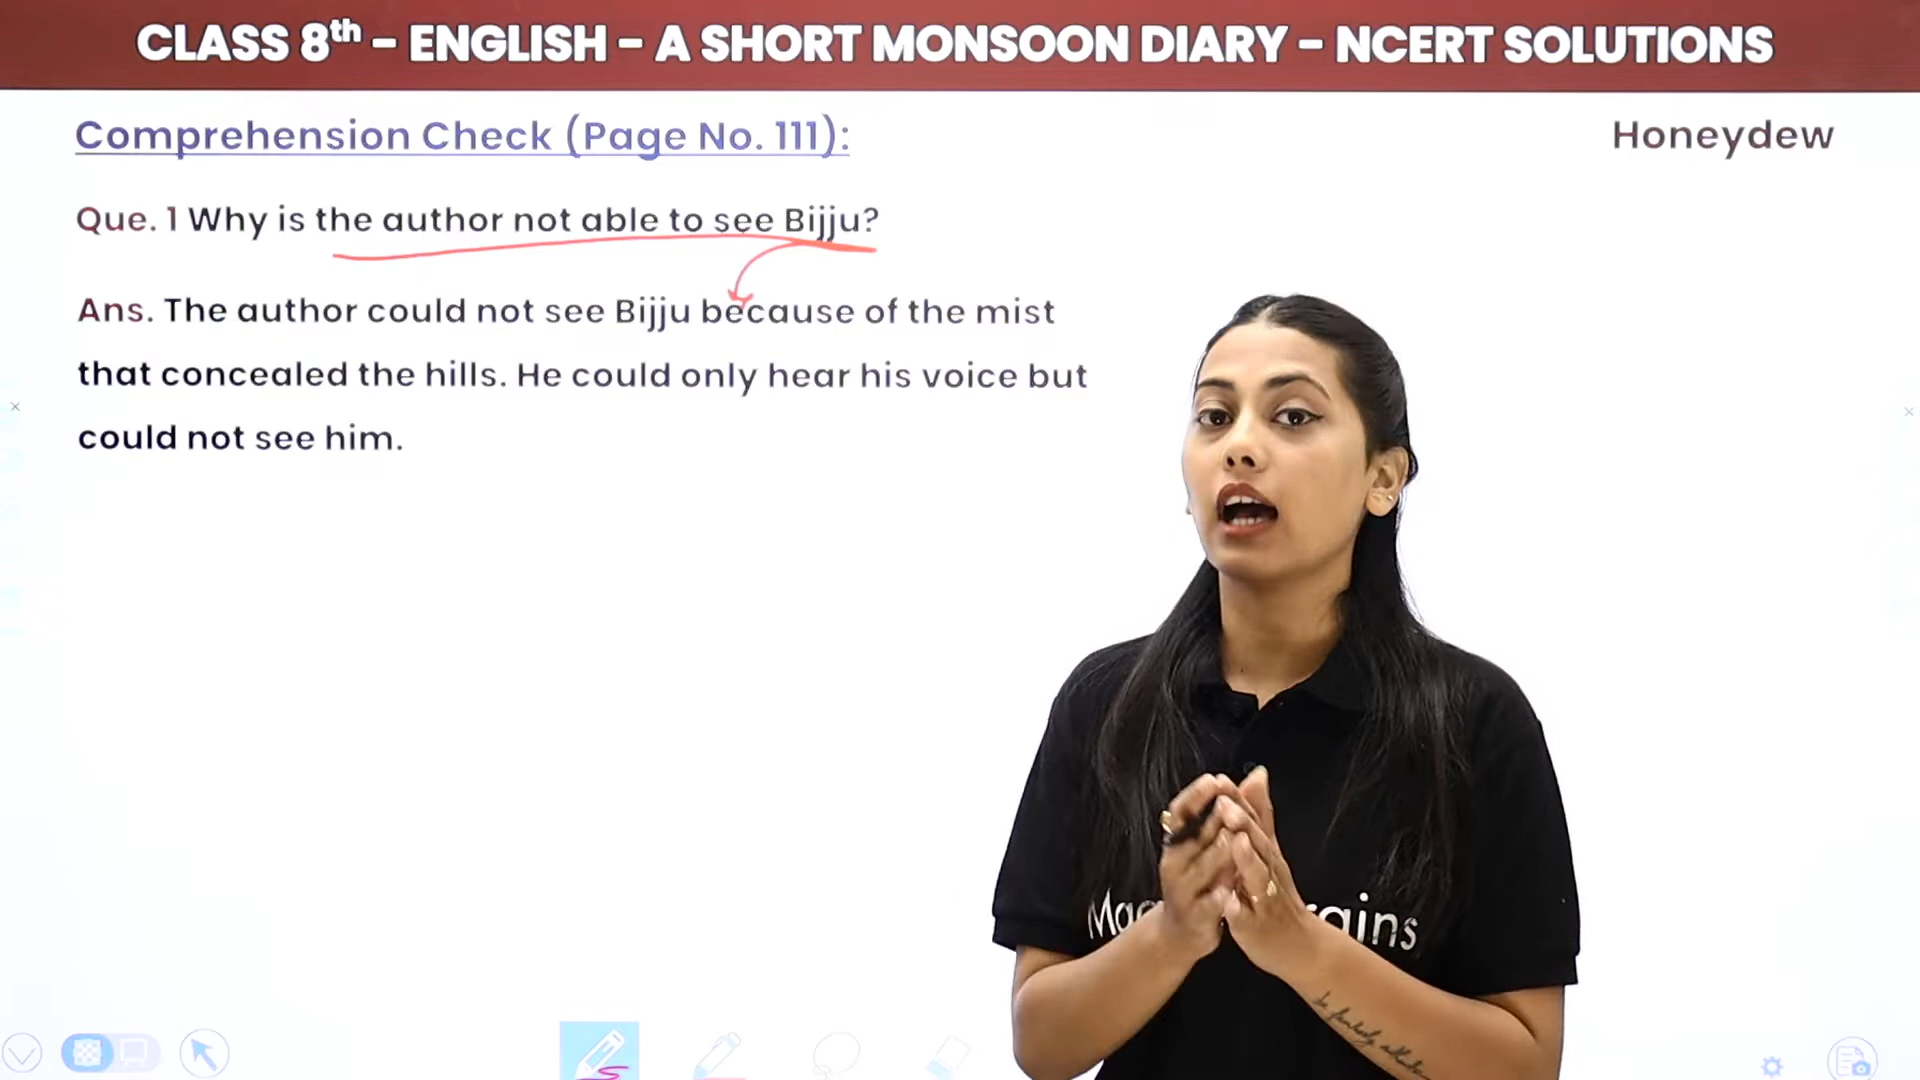 CLASS 8th – ENGLISH – A SHORT MONSOON DIARY – NCERT SOLUTIONS
Comprehension Check (Page No. 111):
Honeydew
Que. 1 Why is the author not able to see Bijju?
Ans. The author could not see Bijju because of the mist
that concealed the hills. He could only hear his voice but
could not see him.